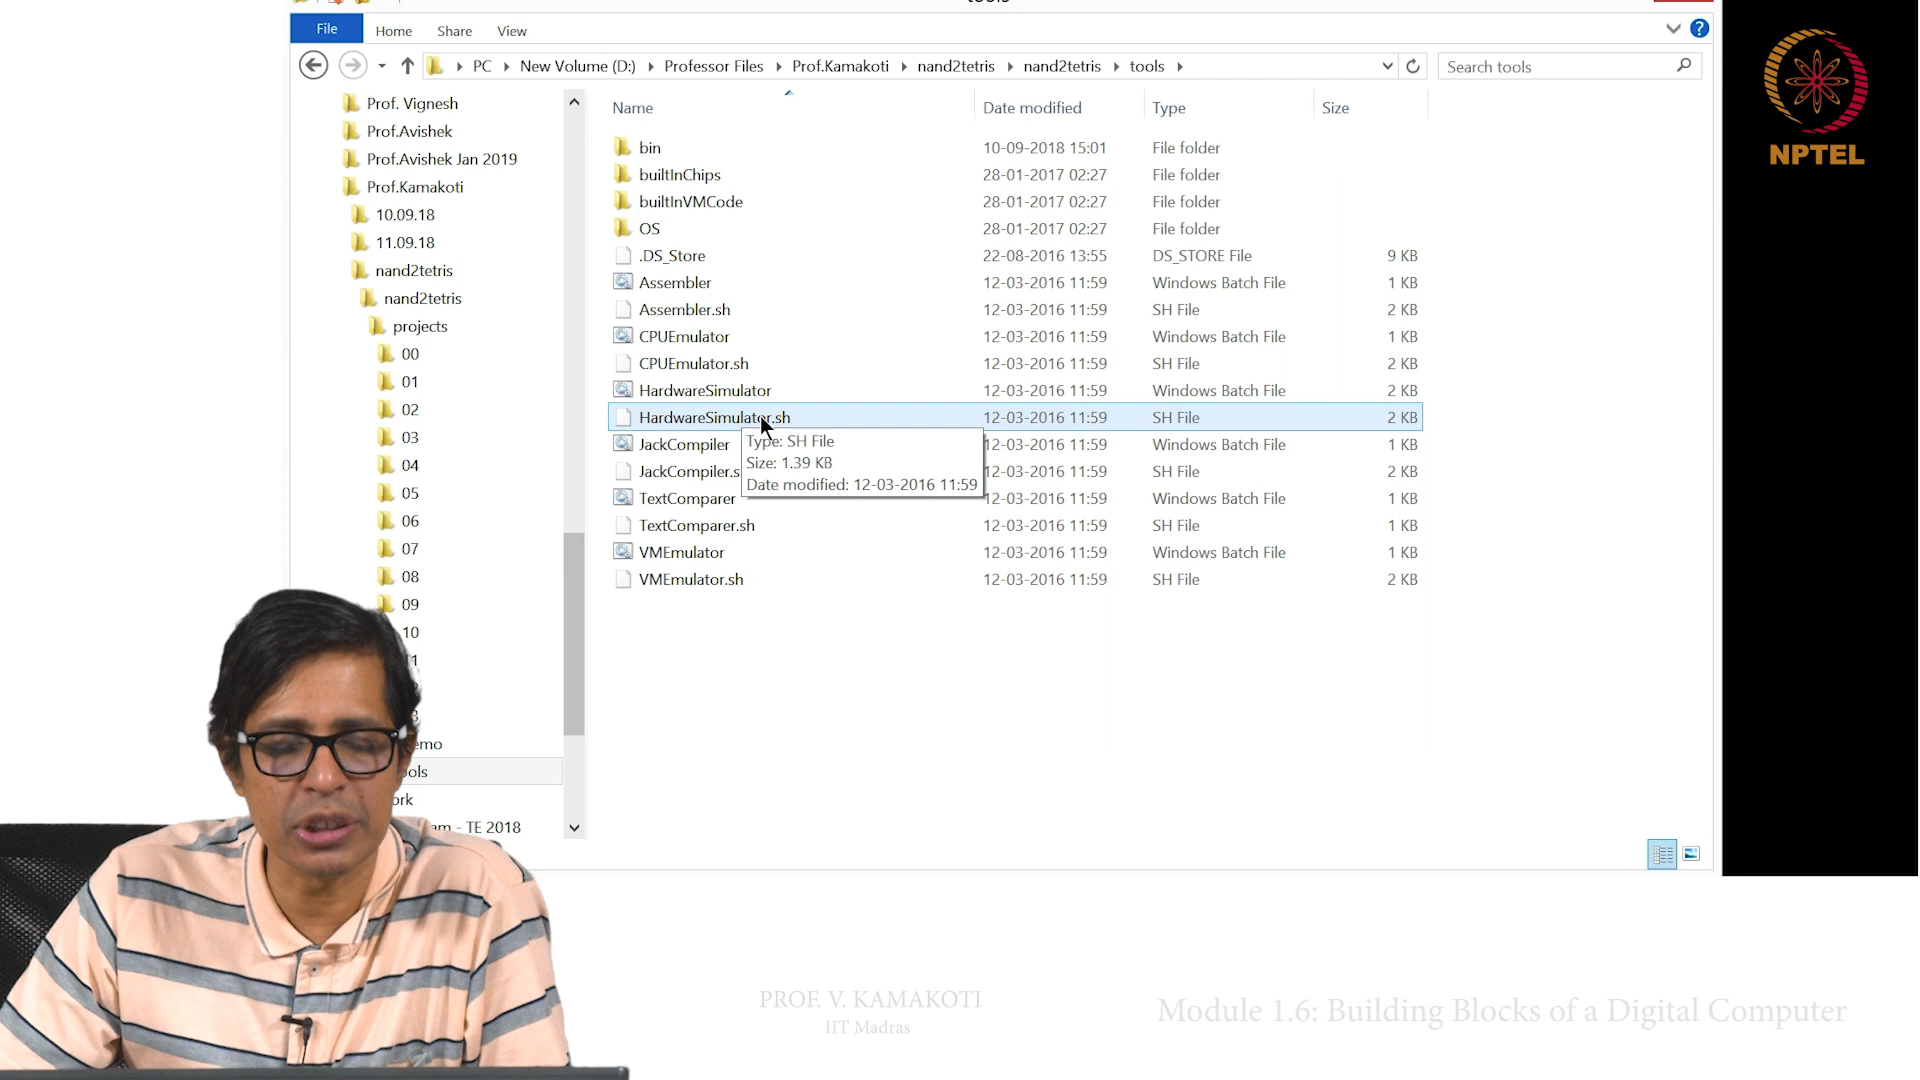 File Home Share View
PC New Volume (D:) Professor Files Prof.Kamakoti nand2tetris nand2tetris tools
Search tools
NPTEL
Prof. Vignesh
Prof.Avishek
Prof.Avishek Jan 2019
Prof.Kamakoti
10.09.18
11.09.18
nand2tetris
nand2tetris
projects
00
01
02
03
04
05
06
07
08
09
10
TE 2018
Name Date modified Type Size
bin 10-09-2018 15:01 File folder
builtInChips 28-01-2017 02:27 File folder
builtInVMCode 28-01-2017 02:27 File folder
OS 28-01-2017 02:27 File folder
.DS_Store 22-08-2016 13:55 DS_STORE File 9 KB
Assembler 12-03-2016 11:59 Windows Batch File 1 KB
Assembler.sh 12-03-2016 11:59 SH File 2 KB
CPUEmulator 12-03-2016 11:59 Windows Batch File 1 KB
CPUEmulator.sh 12-03-2016 11:59 SH File 2 KB
HardwareSimulator 12-03-2016 11:59 Windows Batch File 2 KB
HardwareSimulator.sh 12-03-2016 11:59 SH File 2 KB
JackCompiler 12-03-2016 11:59 Windows Batch File 1 KB
JackCompiler.s 12-03-2016 11:59 SH File 2 KB
TextComparer 12-03-2016 11:59 Windows Batch File 1 KB
TextComparer.sh 12-03-2016 11:59 SH File 1 KB
VMEmulator 12-03-2016 11:59 Windows Batch File 1 KB
VMEmulator.sh 12-03-2016 11:59 SH File 2 KB
Type: SH File
Size: 1.39 KB
Date modified: 12-03-2016 11:59
PROF. V. KAMAKOTI
IIT Madras
Module 1.6: Building Blocks of a Digital Computer